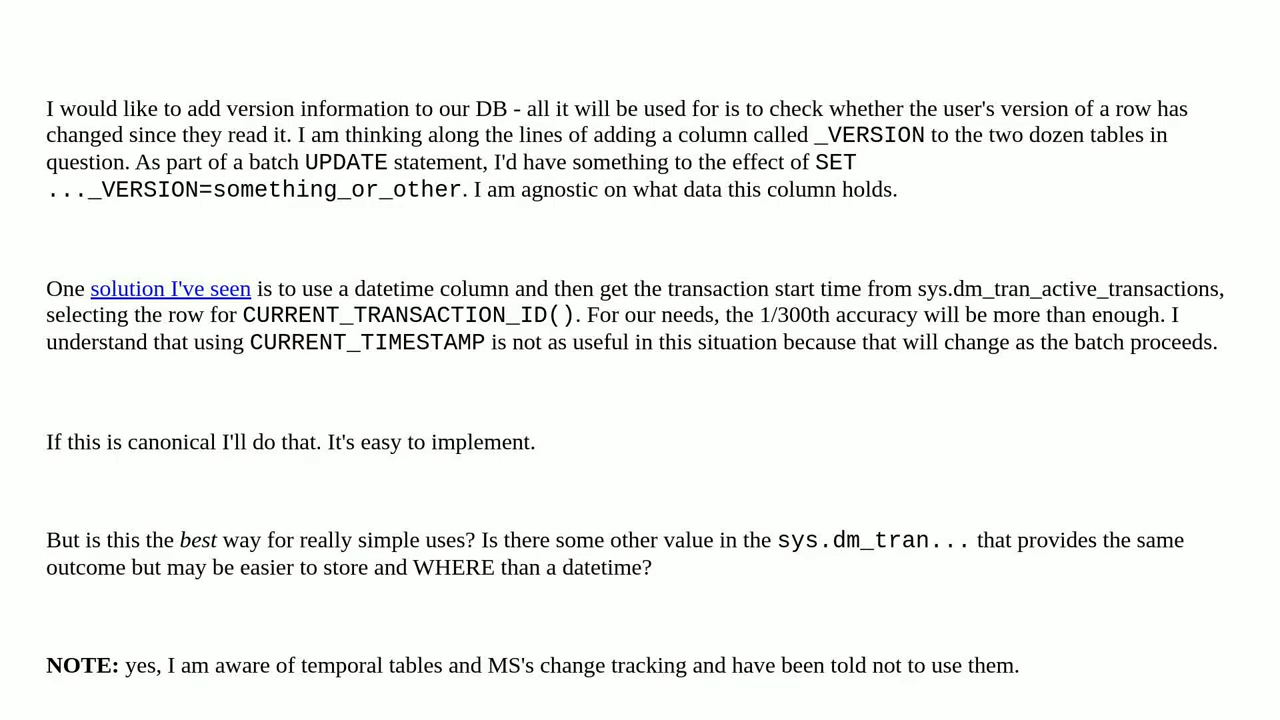 I would like to add version information to our DB - all it will be used for is to check whether the user's version of a row has
changed since they read it. I am thinking along the lines of adding a column called _VERSION to the two dozen tables in
question. As part of a batch UPDATE statement, I'd have something to the effect of SET
..._VERSION=something_or_other. I am agnostic on what data this column holds.
One solution I've seen is to use a datetime column and then get the transaction start time from sys.dm_tran_active_transactions,
selecting the row for CURRENT_TRANSACTION_ID(). For our needs, the 1/300th accuracy will be more than enough. I
understand that using CURRENT_TIMESTAMP is not as useful in this situation because that will change as the batch proceeds.
If this is canonical I'll do that. It's easy to implement.
But is this the best way for really simple uses? Is there some other value in the sys.dm_tran... that provides the same
outcome but may be easier to store and WHERE than a datetime?
NOTE: yes, I am aware of temporal tables and MS's change tracking and have been told not to use them.